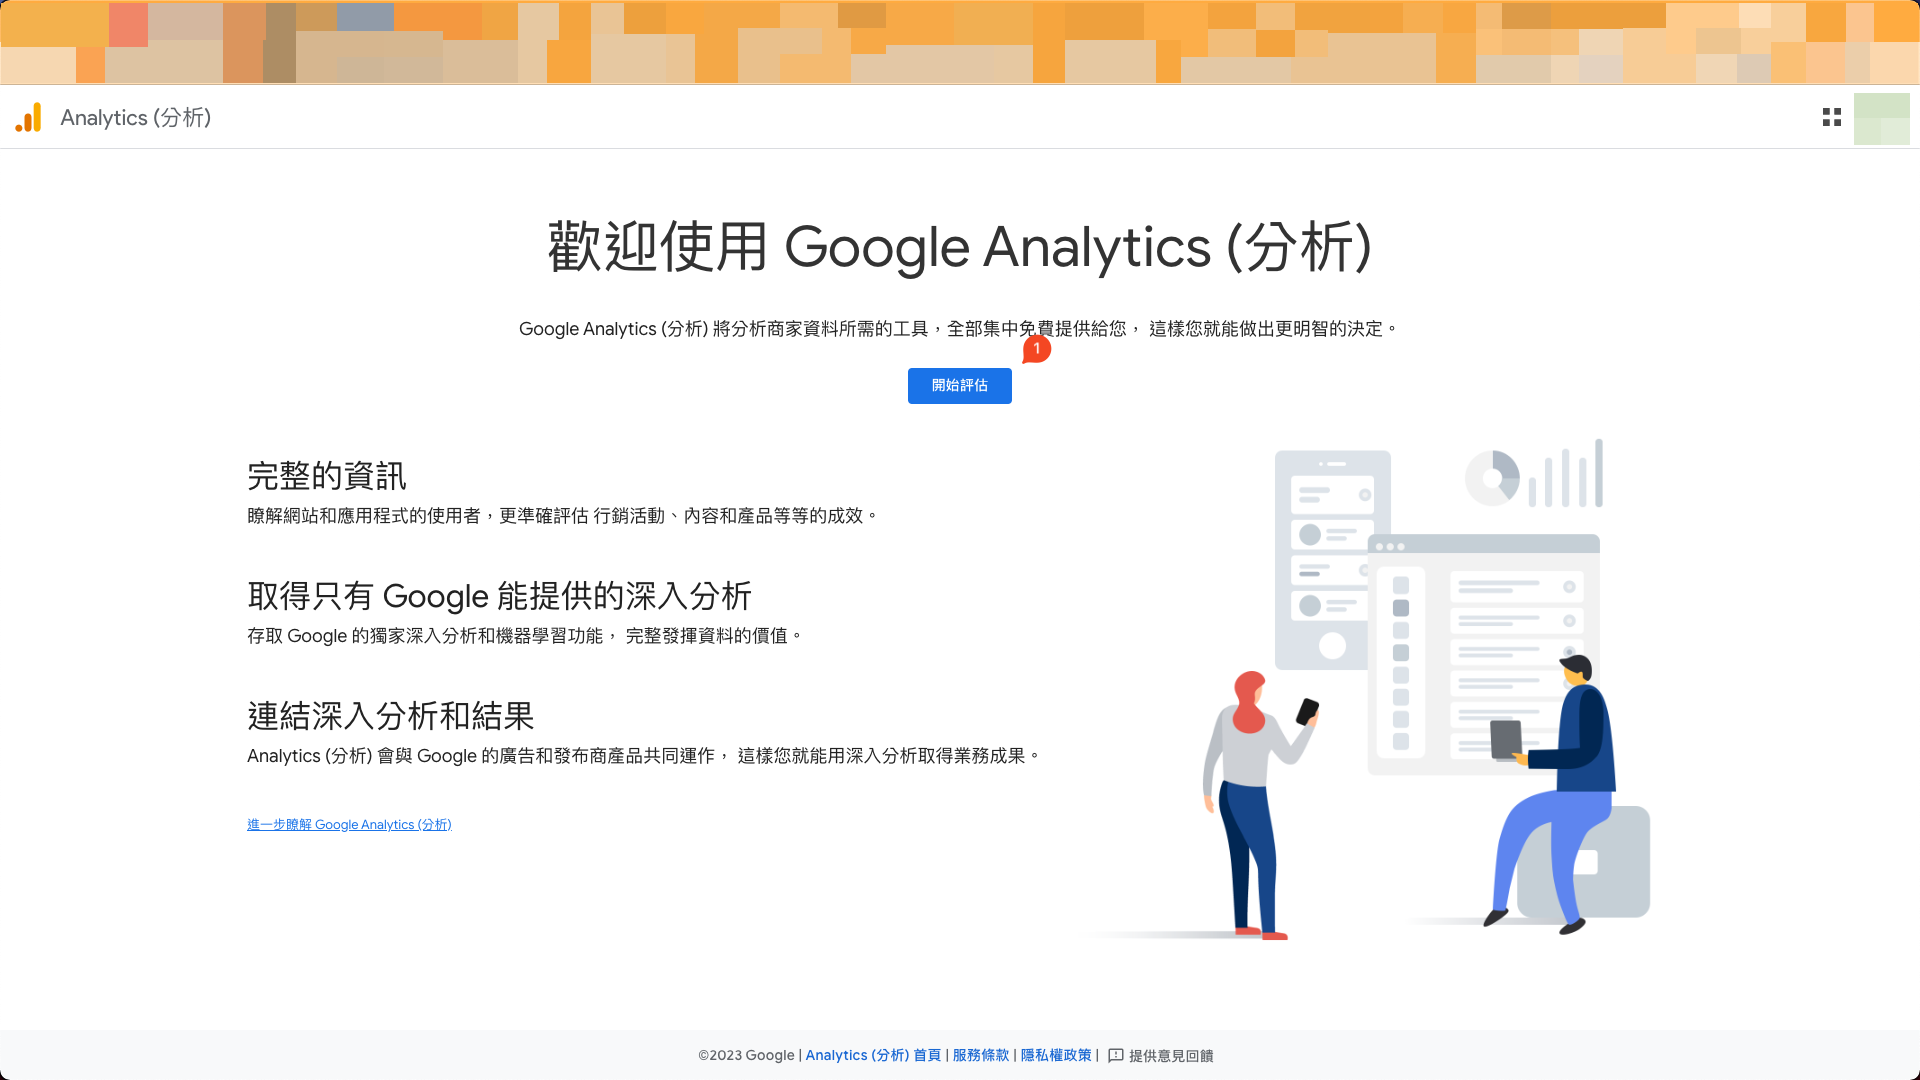 Analytics (分析)
歡迎使用 Google Analytics (分析)
Google Analytics (分析) 將分析商家資料所需的工具，全部集中免費提供給您， 這樣您就能做出更明智的決定。
1
開始評估
完整的資訊
瞭解網站和應用程式的使用者，更準確評估 行銷活動、內容和產品等等的成效。
取得只有 Google 能提供的深入分析
存取 Google 的獨家深入分析和機器學習功能， 完整發揮資料的價值。
連結深入分析和結果
Analytics (分析) 會與 Google 的廣告和發布商產品共同運作， 這樣您就能用深入分析取得業務成果。
進一步瞭解 Google Analytics (分析)
©2023 Google | Analytics (分析) 首頁 | 服務條款 | 隱私權政策 | 提供意見回饋